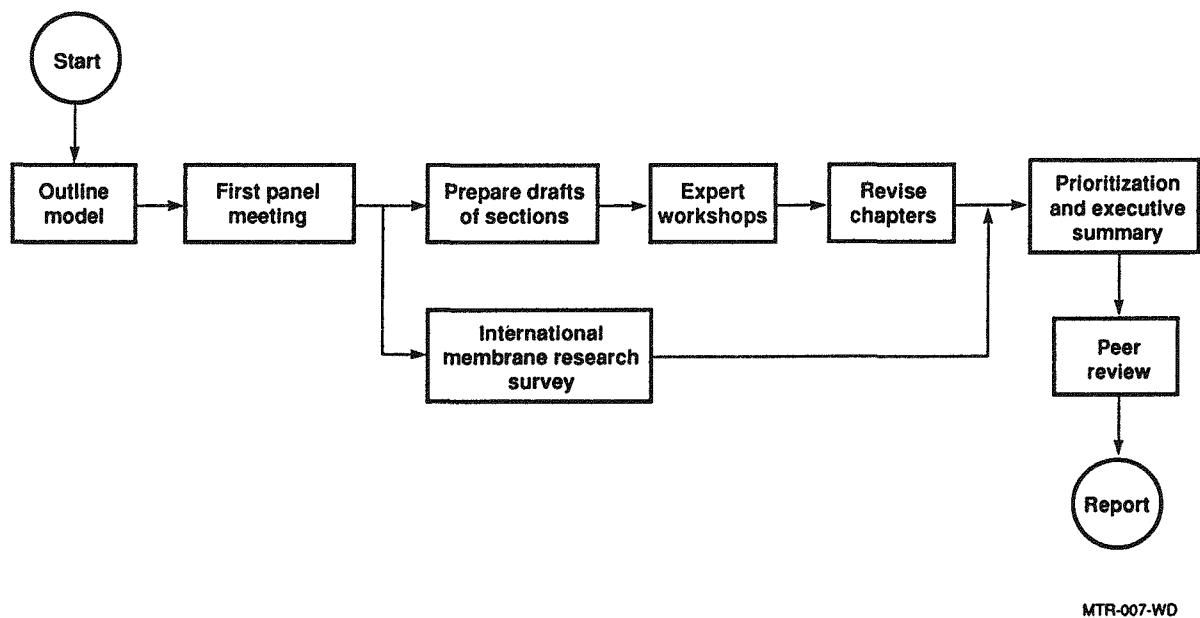 Start
Outline
model
First panel
meeting
Prepare drafts
of sections
Expert
workshops
Revise
chapters
Prioritization
and executive
summary
International
membrane research
survey
Peer
review
Report
MTR-007-WD